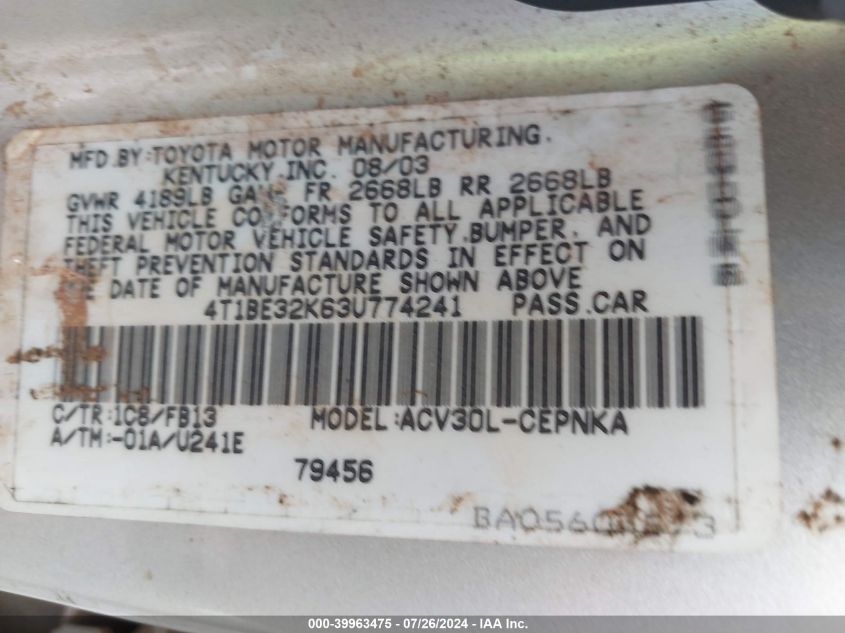 MFD.BY:TOYOTA MOTOR MANUFACTURING.
KENTUCKY,INC. 08/03
GVWR 4189LB FR 2668LB RR 2668LB
THIS VEHICLE CONFORMS TO ALL APPLICABLE
FEDERAL MOTOR VEHICLE SAFETY,BUMPER, AND
THEFT PREVENTION STANDARDS IN EFFECT ON
THE DATE OF MANUFACTURE SHOWN ABOVE
4T1BE32K63U774241 PASS.CAR
C/TR:1C8/FB13 MODEL:ACV30L-CEPNKA
A/TM:-01A/U241E
79456
000-39963475 - 07/26/2024 - IAA Inc.